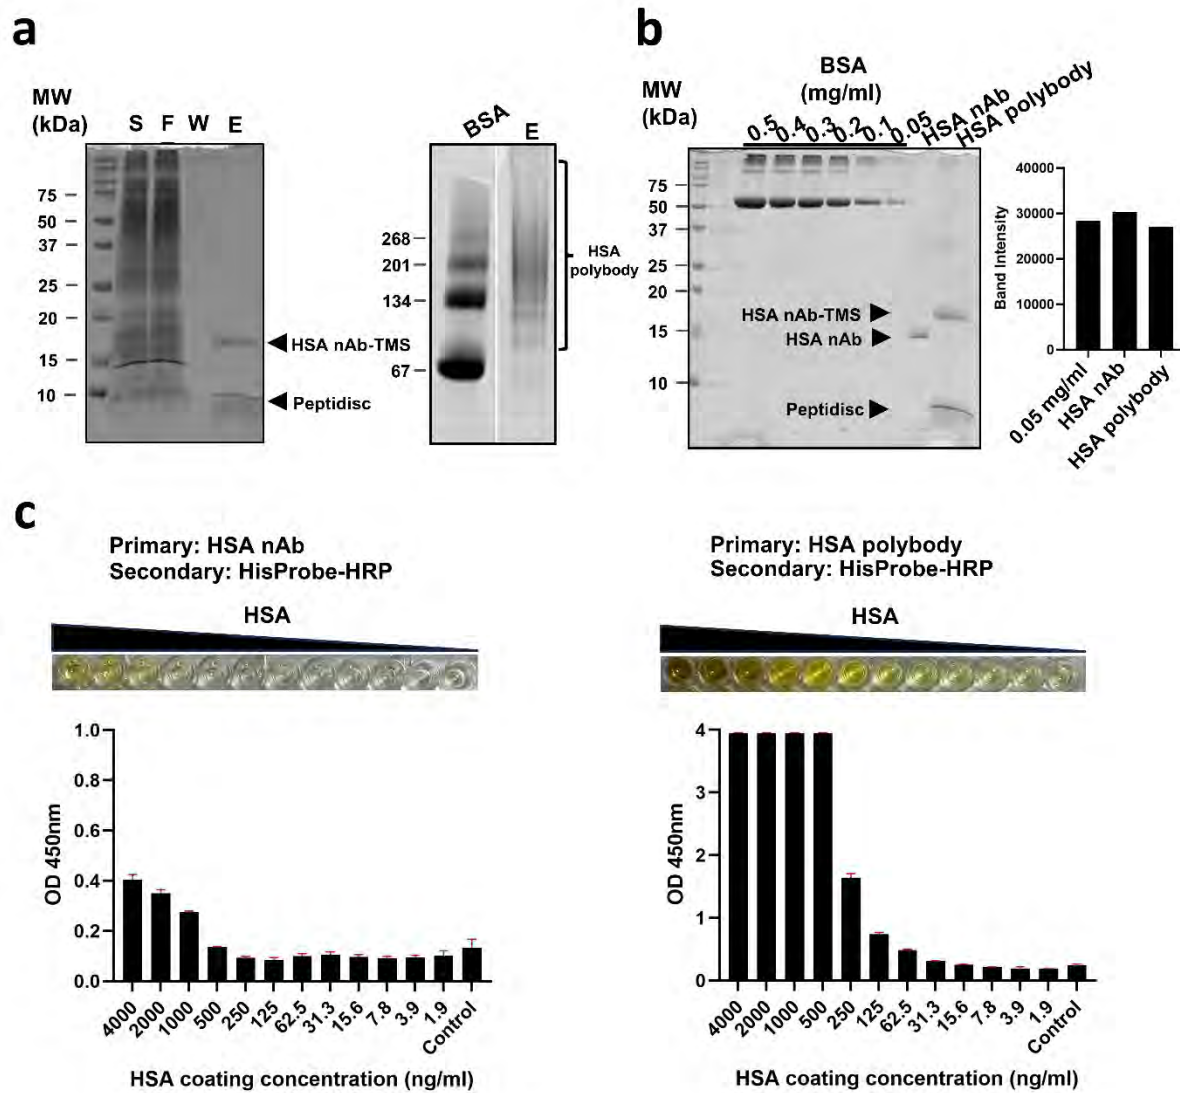 a
MW
(kDa)
S F W E
75
50
37
25
20
15
10
HSA nAb-TMS
Peptidisc
BSA
E
268
201
134
67
HSA
polybody
b
MW
(kDa)
BSA
(mg/ml)
0.5 0.4 0.3 0.2 0.1 0.05 HSA nAb HSA polybody
75
50
37
25
20
15
10
HSA nAb-TMS
HSA nAb
Peptidisc
Band Intensity
40000
30000
20000
10000
0
0.05 mg/ml HSA nAb HSA polybody
c
Primary: HSA nAb
Secondary: HisProbe-HRP
HSA
OD 450nm
1.0
0.8
0.6
0.4
0.2
0.0
4000 2000 1000 500 250 125 62.5 31.3 15.6 7.8 3.9 1.9 Control
HSA coating concentration (ng/ml)
Primary: HSA polybody
Secondary: HisProbe-HRP
HSA
OD 450nm
4
3
2
1
0
4000 2000 1000 500 250 125 62.5 31.3 15.6 7.8 3.9 1.9 Control
HSA coating concentration (ng/ml)